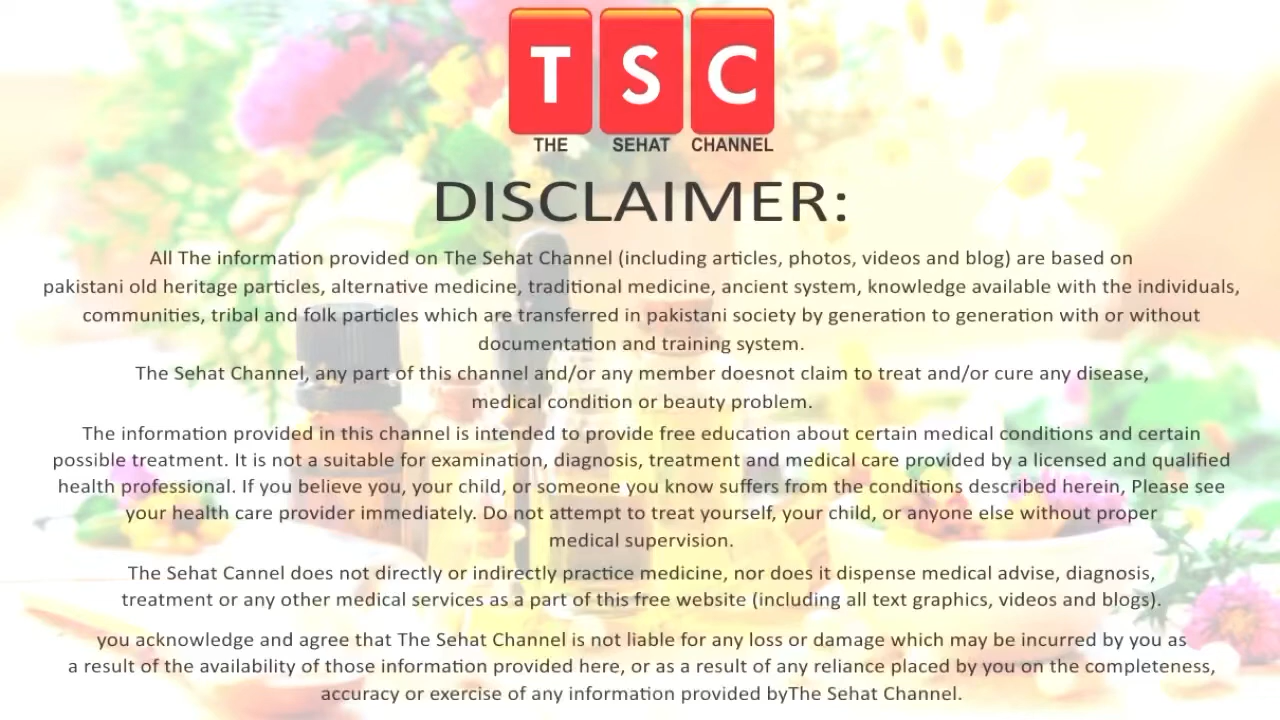 T S C
THE SEHAT CHANNEL
DISCLAIMER:
All The information provided on The Sehat Channel (including articles, photos, videos and blog) are based on
pakistani old heritage particles, alternative medicine, traditional medicine, ancient system, knowledge available with the individuals,
communities, tribal and folk particles which are transferred in pakistani society by generation to generation with or without
documentation and training system.
The Sehat Channel, any part of this channel and/or any member doesnot claim to treat and/or cure any disease,
medical condition or beauty problem.
The information provided in this channel is intended to provide free education about certain medical conditions and certain
possible treatment. It is not a suitable for examination, diagnosis, treatment and medical care provided by a licensed and qualified
health professional. If you believe you, your child, or someone you know suffers from the conditions described herein, Please see
your health care provider immediately. Do not attempt to treat yourself, your child, or anyone else without proper
medical supervision.
The Sehat Cannel does not directly or indirectly practice medicine, nor does it dispense medical advise, diagnosis,
treatment or any other medical services as a part of this free website (including all text graphics, videos and blogs).
you acknowledge and agree that The Sehat Channel is not liable for any loss or damage which may be incurred by you as
a result of the availability of those information provided here, or as a result of any reliance placed by you on the completeness,
accuracy or exercise of any information provided byThe Sehat Channel.